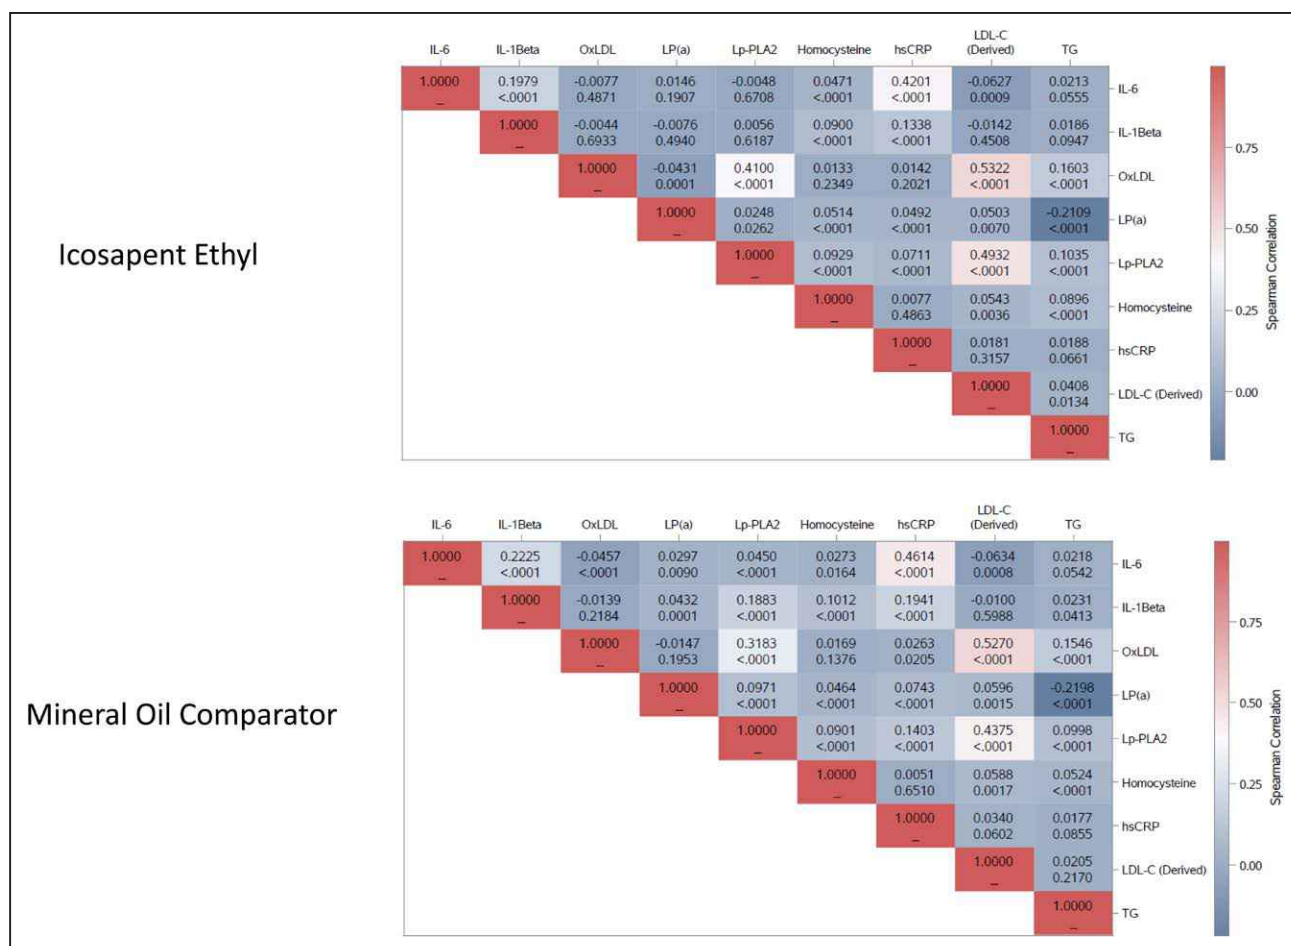 LDL-C
IL-6 IL-1Beta OxLDL LP(a) Lp-PLA2 Homocysteine hsCRP (Derived) TG
1.0000 0.1979 -0.0077 0.0146 -0.0048 0.0471 0.4201 -0.0627 0.0213 IL-6
_ <.0001 0.4871 0.1907 0.6708 <.0001 <.0001 0.0009 0.0555
1.0000 -0.0044 -0.0076 0.0056 0.0900 0.1338 -0.0142 0.0186 IL-1Beta
_ 0.6933 0.4940 0.6187 <.0001 <.0001 0.4508 0.0947
1.0000 -0.0431 0.4100 0.0133 0.0142 0.5322 0.1603 OxLDL
_ 0.0001 <.0001 0.2349 0.2021 <.0001 <.0001
1.0000 0.0248 0.0514 0.0492 0.0503 -0.2109 LP(a)
_ 0.0262 <.0001 <.0001 0.0070 <.0001
Icosapent Ethyl
1.0000 0.0929 0.0711 0.4932 0.1035 Lp-PLA2
_ <.0001 <.0001 <.0001 <.0001
1.0000 0.0077 0.0543 0.0896 Homocysteine
_ 0.4863 0.0036 <.0001
1.0000 0.0181 0.0188 hsCRP
_ 0.3157 0.0661
1.0000 0.0408 LDL-C (Derived)
_ 0.0134
1.0000 TG
_
0.75
0.50
0.25
0.00
Spearman Correlation
LDL-C
IL-6 IL-1Beta OxLDL LP(a) Lp-PLA2 Homocysteine hsCRP (Derived) TG
1.0000 0.2225 -0.0457 0.0297 0.0450 0.0273 0.4614 -0.0634 0.0218 IL-6
_ <.0001 <.0001 0.0090 <.0001 0.0164 <.0001 0.0008 0.0542
1.0000 -0.0139 0.0432 0.1883 0.1012 0.1941 -0.0100 0.0231 IL-1Beta
_ 0.2184 0.0001 <.0001 <.0001 <.0001 0.5988 0.0413
1.0000 -0.0147 0.3183 0.0169 0.0263 0.5270 0.1546 OxLDL
_ 0.1953 <.0001 0.1376 0.0205 <.0001 <.0001
1.0000 0.0971 0.0464 0.0743 0.0596 -0.2198 LP(a)
_ <.0001 <.0001 <.0001 0.0015 <.0001
Mineral Oil Comparator
1.0000 0.0901 0.1403 0.4375 0.0998 Lp-PLA2
_ <.0001 <.0001 <.0001 <.0001
1.0000 0.0051 0.0588 0.0524 Homocysteine
_ 0.6510 0.0017 <.0001
1.0000 0.0340 0.0177 hsCRP
_ 0.0602 0.0855
1.0000 0.0205 LDL-C (Derived)
_ 0.2170
1.0000 TG
_
0.75
0.50
0.25
0.00
Spearman Correlation